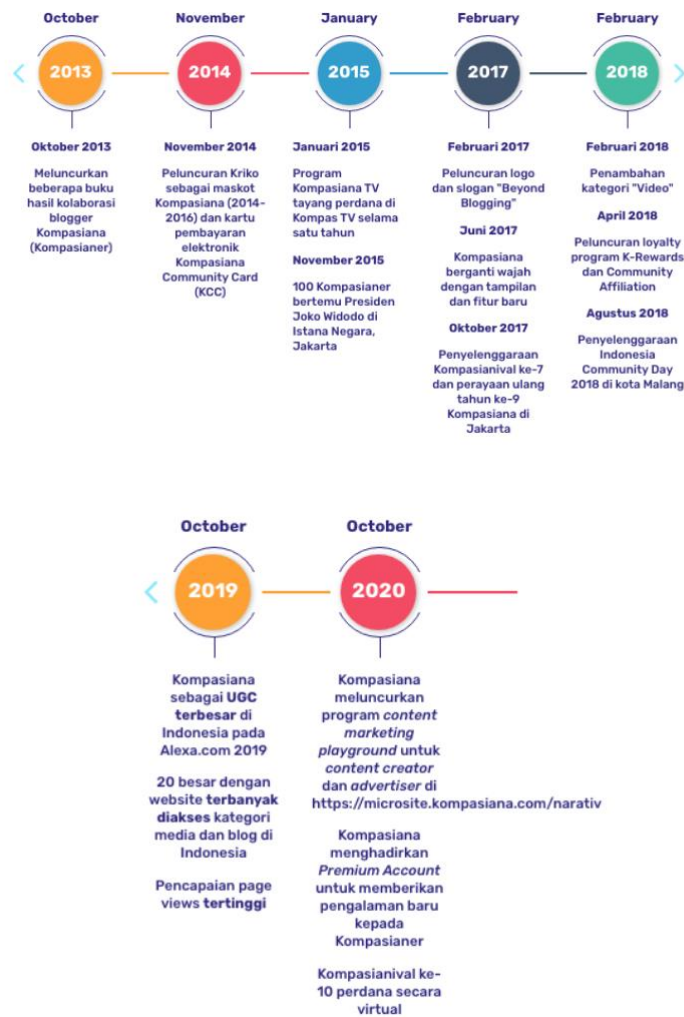 October
2013
Oktober 2013
Meluncurkan
beberapa buku
hasil kolaborasi
blogger
Kompasiana
(Kompasianer)
November
2014
November 2014
Peluncuran Kriko
sebagai maskot
Kompasiana (2014-
2016) dan kartu
pembayaran
elektronik
Kompasiana
Community Card
(KCC)
January
2015
Januari 2015
Program
Kompasiana TV
tayang perdana di
Kompas TV selama
satu tahun
November 2015
100 Kompasianer
bertemu Presiden
Joko Widodo di
Istana Negara,
Jakarta
February
2017
Februari 2017
Peluncuran logo
dan slogan "Beyond
Blogging"
Juni 2017
Kompasiana
berganti wajah
dengan tampilan
dan fitur baru
Oktober 2017
Penyelenggaraan
Kompasianival ke-7
dan perayaan ulang
tahun ke-9
Kompasiana di
Jakarta
February
2018
Februari 2018
Penambahan
kategori "Video"
April 2018
Peluncuran loyalty
program K-Rewards
dan Community
Affiliation
Agustus 2018
Penyelenggaraan
Indonesia
Community Day
2018 di kota Malang
October
2019
Kompasiana
sebagai UGC
terbesar di
Indonesia pada
Alexa.com 2019
20 besar dengan
website terbanyak
diakses kategori
media dan blog di
Indonesia
Pencapaian page
views tertinggi
October
2020
Kompasiana
meluncurkan
program content
marketing
playground untuk
content creator
dan advertiser di
https://microsite.kompasiana.com/narativ
Kompasiana
menghadirkan
Premium Account
untuk memberikan
pengalaman baru
kepada
Kompasianer
Kompasianival ke-
10 perdana secara
virtual